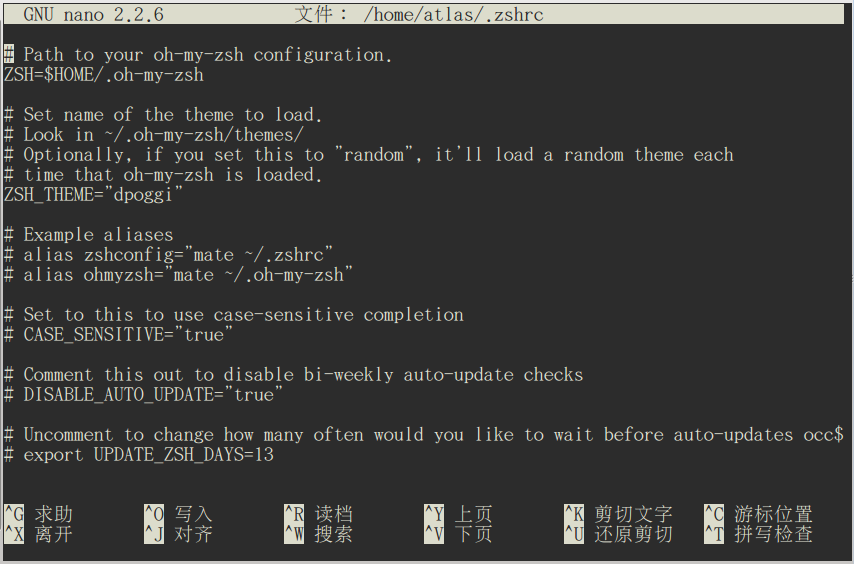 GNU nano 2.2.6 文件： /home/atlas/.zshrc
# Path to your oh-my-zsh configuration.
ZSH=$HOME/.oh-my-zsh
# Set name of the theme to load.
# Look in ~/.oh-my-zsh/themes/
# Optionally, if you set this to "random", it'll load a random theme each
# time that oh-my-zsh is loaded.
ZSH_THEME="dpoggi"
# Example aliases
# alias zshconfig="mate ~/.zshrc"
# alias ohmyzsh="mate ~/.oh-my-zsh"
# Set to this to use case-sensitive completion
# CASE_SENSITIVE="true"
# Comment this out to disable bi-weekly auto-update checks
# DISABLE_AUTO_UPDATE="true"
# Uncomment to change how many often would you like to wait before auto-updates occ$
# export UPDATE_ZSH_DAYS=13
^G 求助 ^O 写入 ^R 读档 ^Y 上页 ^K 剪切文字 ^C 游标位置
^X 离开 ^J 对齐 ^W 搜索 ^V 下页 ^U 还原剪切 ^T 拼写检查